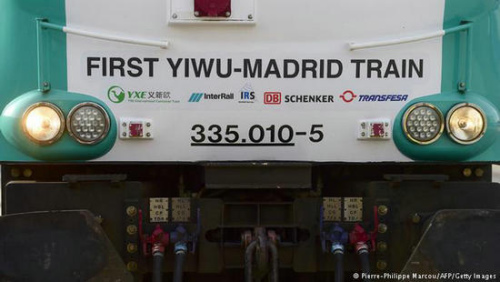 FIRST YIWU-MADRID TRAIN
YXE 义新欧 InterRail IRS DB SCHENKER TRANSFESA
335.010-5
Pierre-Philippe Marcou/AFP/Getty Images